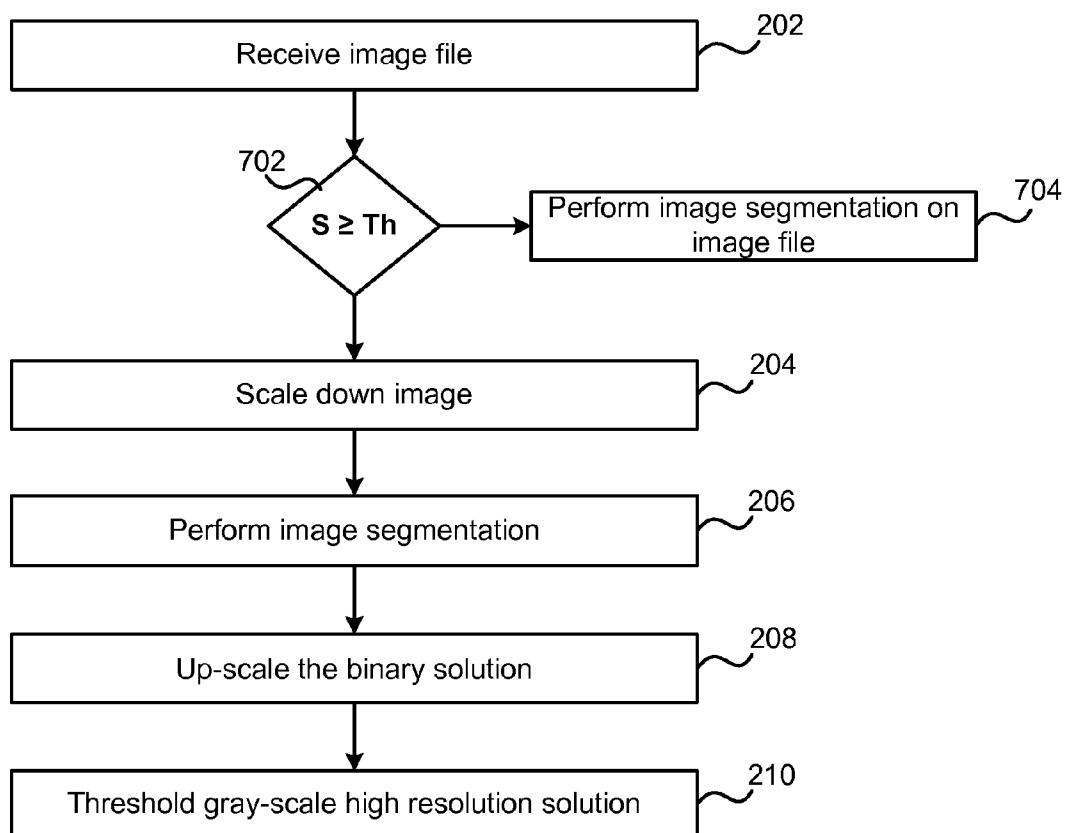 202
Receive image file
702
S ≥ Th
Perform image segmentation on
image file
704
204
Scale down image
206
Perform image segmentation
208
Up-scale the binary solution
210
Threshold gray-scale high resolution solution